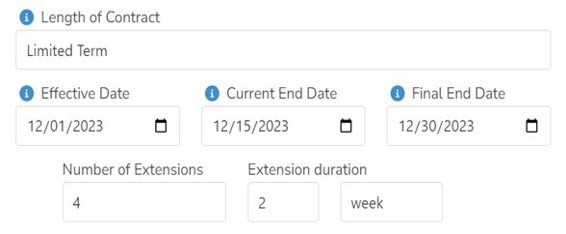 Length of Contract
Limited Term
Effective Date Current End Date Final End Date
12/01/2023 12/15/2023 12/30/2023
Number of Extensions Extension duration
4 2 week